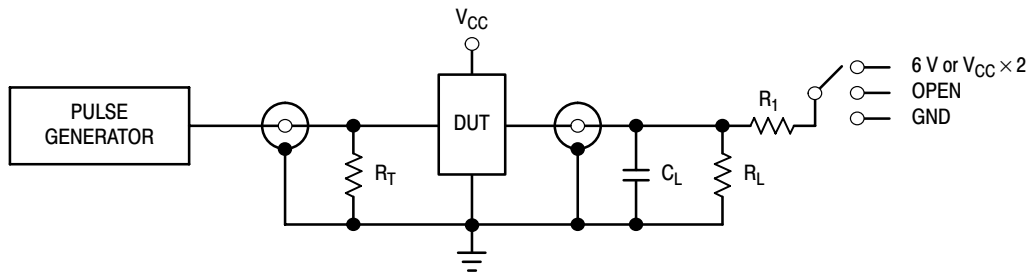 V_CC
PULSE
GENERATOR
DUT
R_T
C_L
R_L
R_1
6 V or V_CC × 2
OPEN
GND